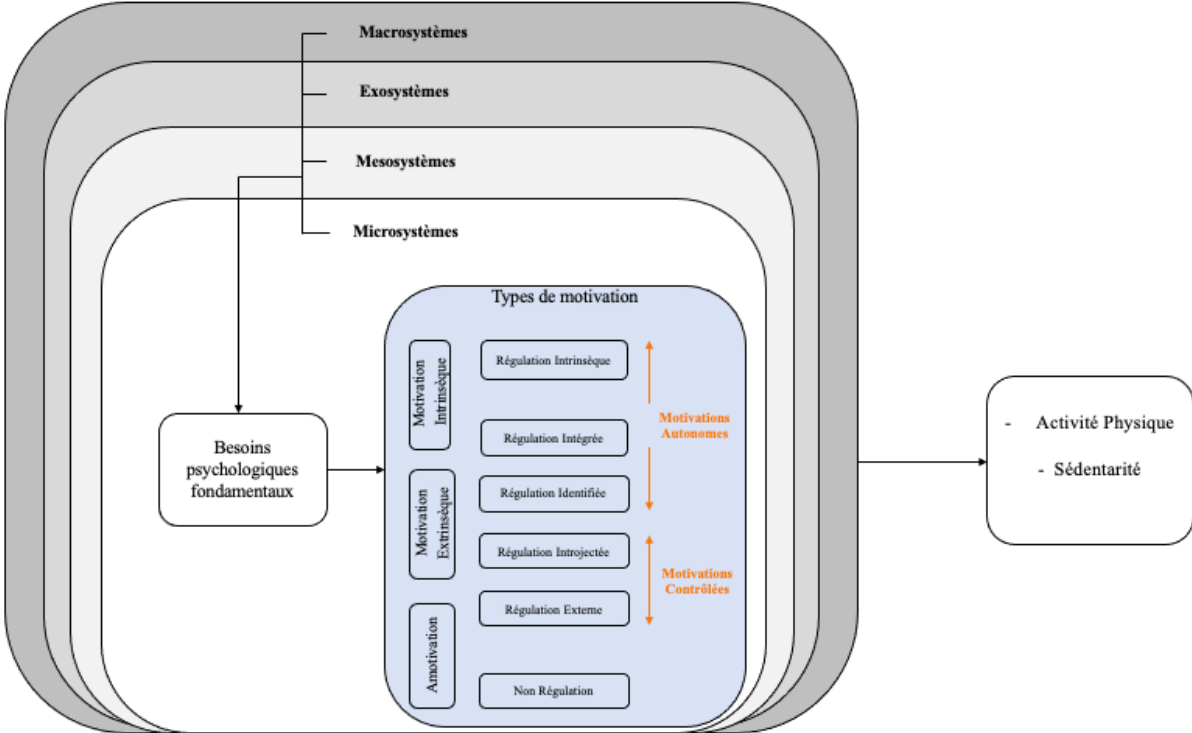 Macrosystèmes
Exosystèmes
Mesosystèmes
Microsystèmes
Types de motivation
Motivation
Intrinsèque
Régulation Intrinsèque
Motivations
Autonomes
Régulation Intégrée
Besoins
psychologiques
fondamentaux
Motivation
Extrinsèque
Régulation Identifiée
Régulation Introjectée
Motivations
Contrôlées
Régulation Externe
Amotivation
Non Régulation
- Activité Physique
- Sédentarité